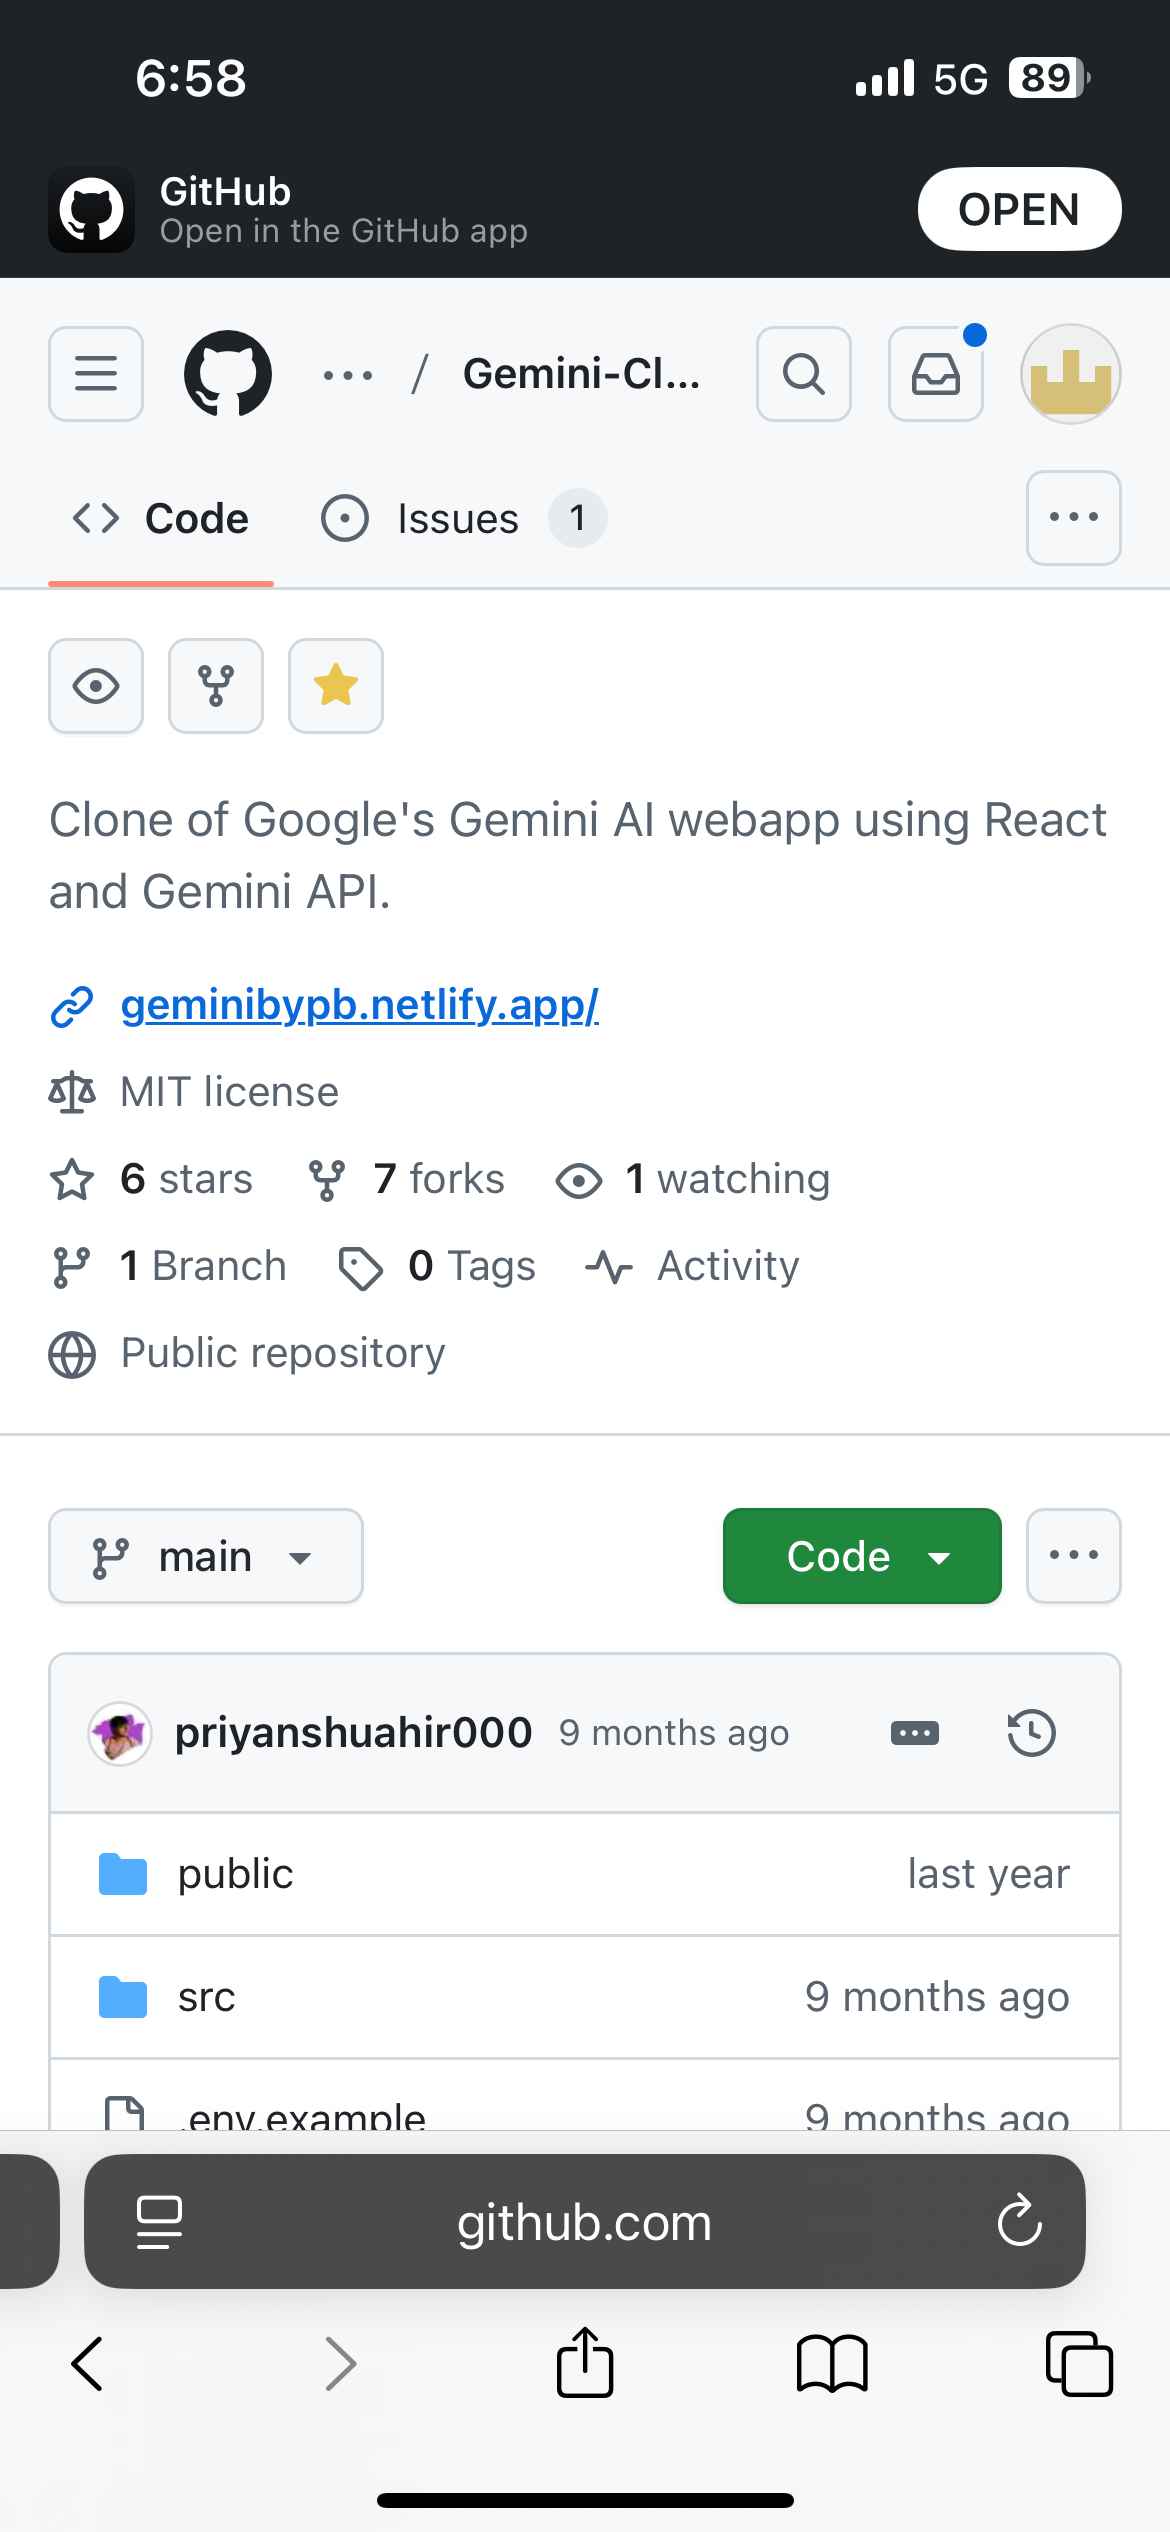 6:58
5G
89
GitHub
Open in the GitHub app
OPEN
/ Gemini-Cl...
Code
Issues 1
Clone of Google's Gemini AI webapp using React
and Gemini API.
geminibypb.netlify.app/
MIT license
6 stars 7 forks 1 watching
1 Branch 0 Tags Activity
Public repository
main
Code
priyanshuahir000 9 months ago
public last year
src 9 months ago
.env.example 9 months ago
github.com